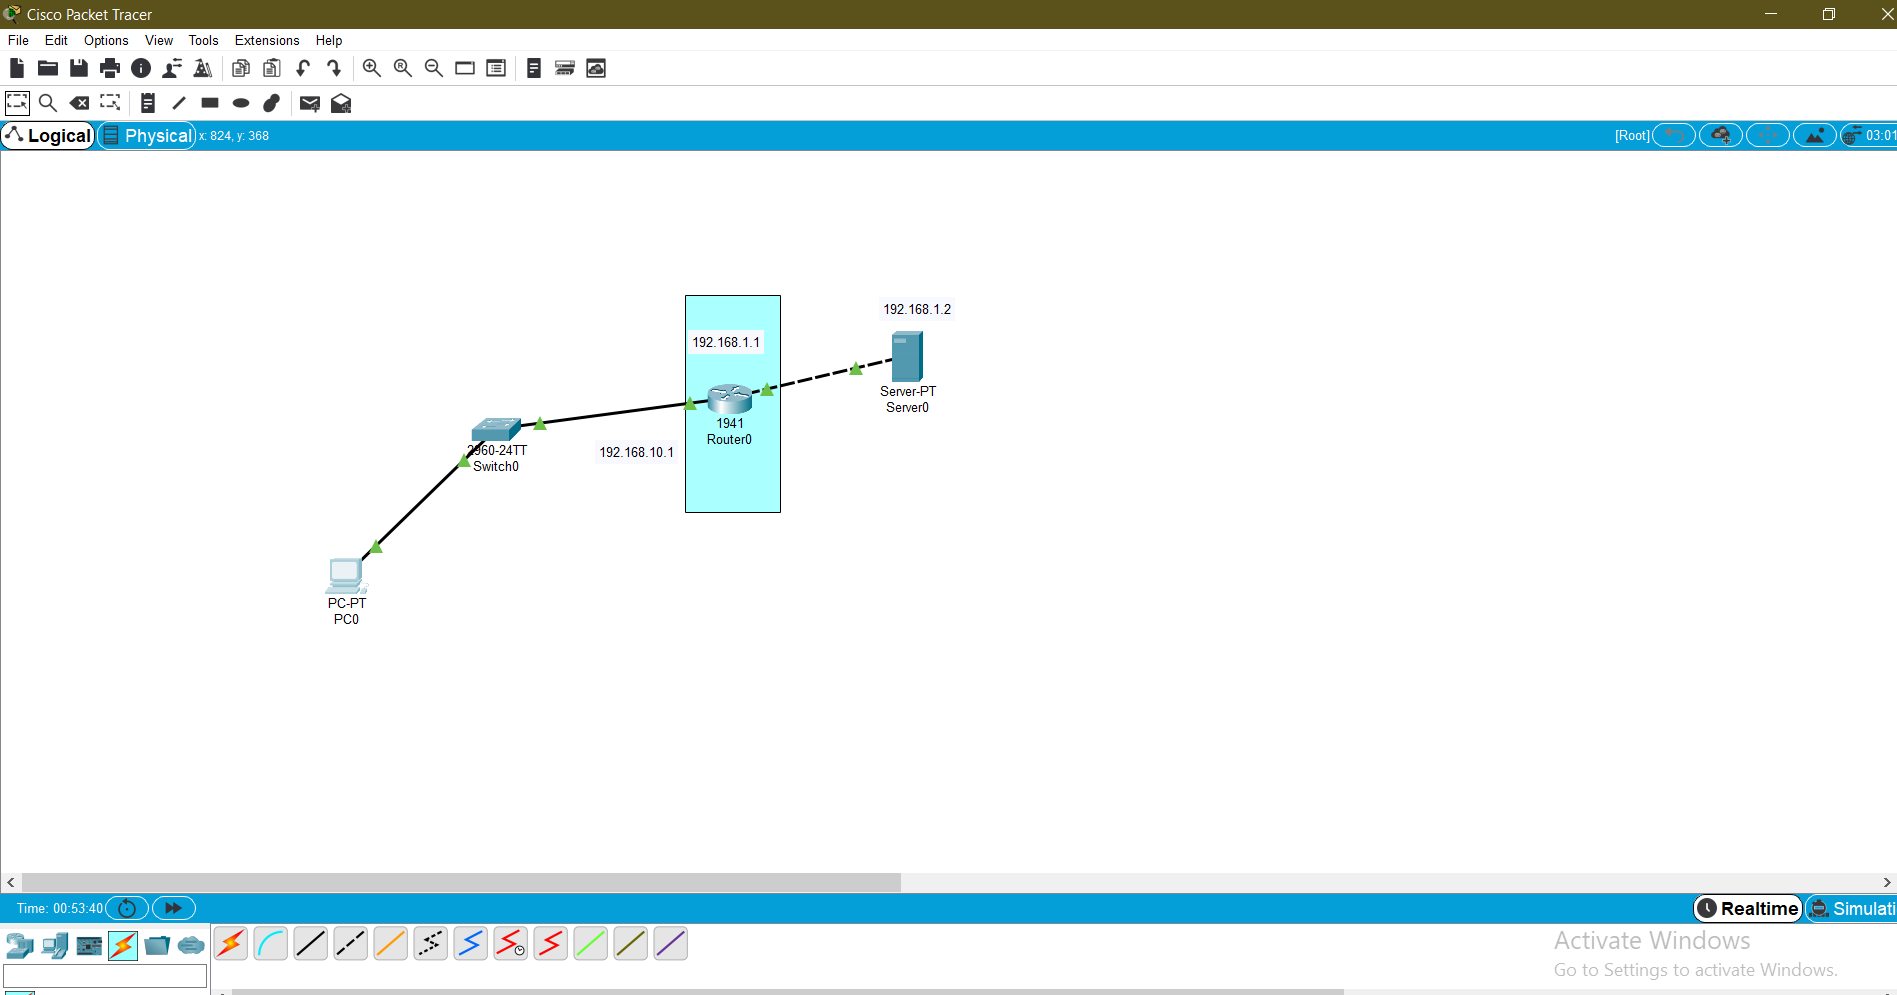 Cisco Packet Tracer
File Edit Options View Tools Extensions Help
Logical Physical x: 824, y: 368 [Root] 03:01
192.168.1.2
192.168.1.1
Server-PT
Server0
1941
Router0
2960-24TT
Switch0
192.168.10.1
PC-PT
PC0
Time: 00:53:40 Realtime Simulati
Activate Windows
Go to Settings to activate Windows.